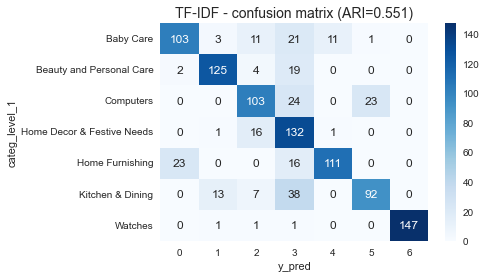 TF-IDF - confusion matrix (ARI=0.551)
categ_level_1
Baby Care 103 3 11 21 11 1 0
Beauty and Personal Care 2 125 4 19 0 0 0
Computers 0 0 103 24 0 23 0
Home Decor & Festive Needs 0 1 16 132 1 0 0
Home Furnishing 23 0 0 16 111 0 0
Kitchen & Dining 0 13 7 38 0 92 0
Watches 0 1 1 1 0 0 147
0 1 2 3 4 5 6
y_pred
140
120
100
80
60
40
20
0